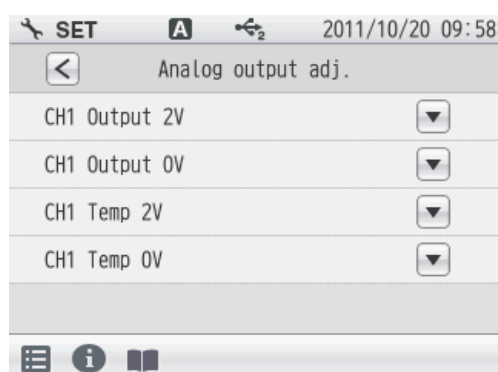 SET A 2 2011/10/20 09:58
Analog output adj.
CH1 Output 2V
CH1 Output 0V
CH1 Temp 2V
CH1 Temp 0V